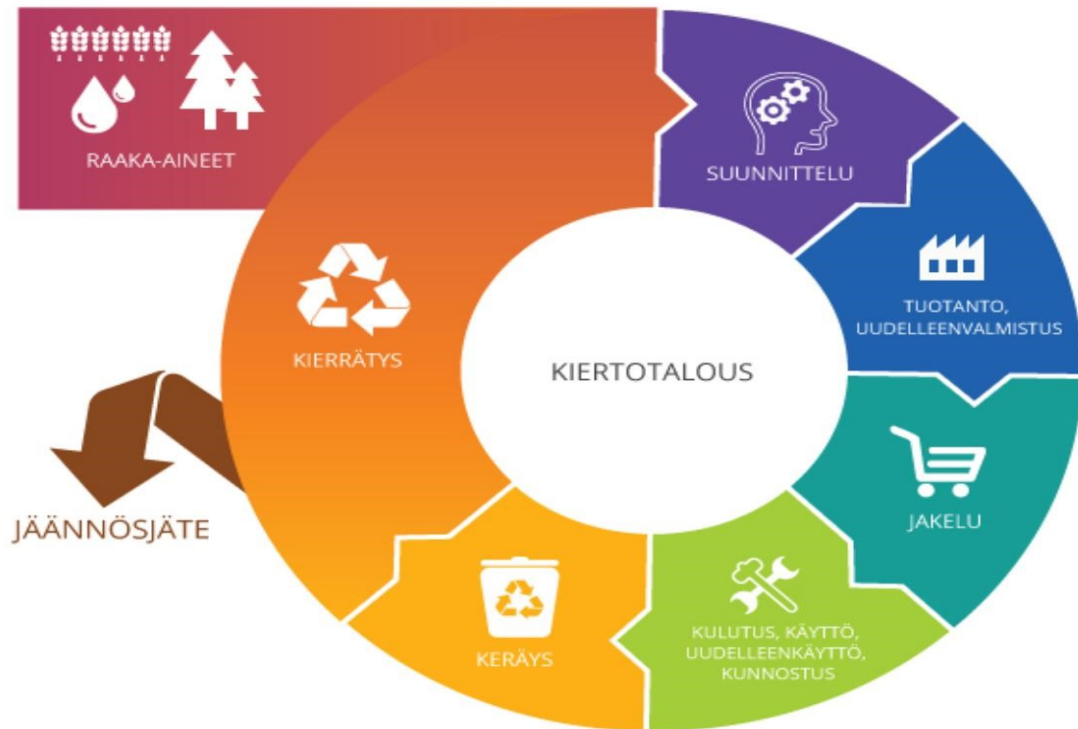 RAAKA-AINEET
SUUNNITTELU
TUOTANTO,
UUDELLEENVALMISTUS
JAKELU
KULUTUS, KÄYTTÖ,
UUDELLEENKÄYTTÖ,
KUNNOSTUS
KERÄYS
KIERRÄTYS
JÄÄNNÖSJÄTE
KIERTOTALOUS